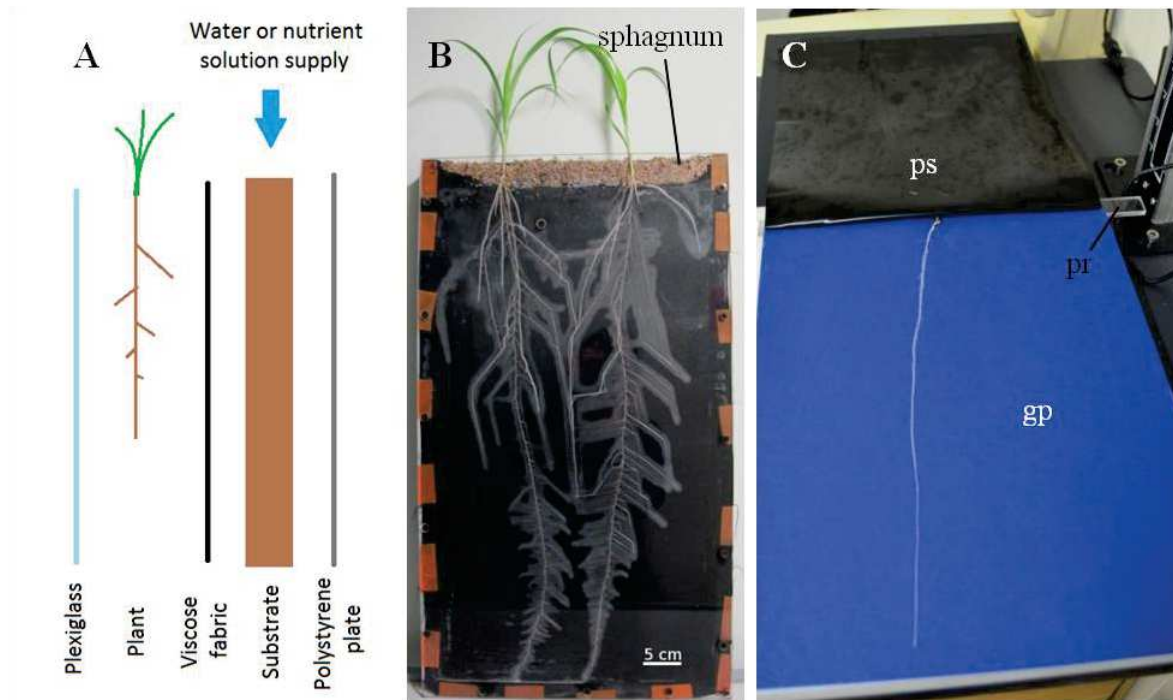 A
Water or nutrient
solution supply
Plexiglass
Plant
Viscose
fabric
Substrate
Polystyrene
plate
B
sphagnum
5 cm
C
ps
pr
gp